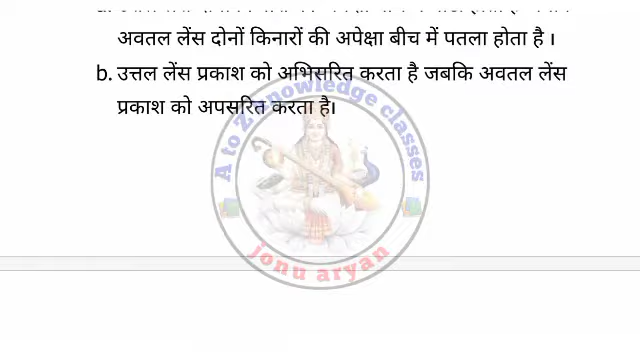 अवतल लेंस दोनों किनारों की अपेक्षा बीच में पतला होता है ।
b. उत्तल लेंस प्रकाश को अभिसरित करता है जबकि अवतल लेंस
प्रकाश को अपसरित करता है।
A to Z knowledge classes
jonu aryan